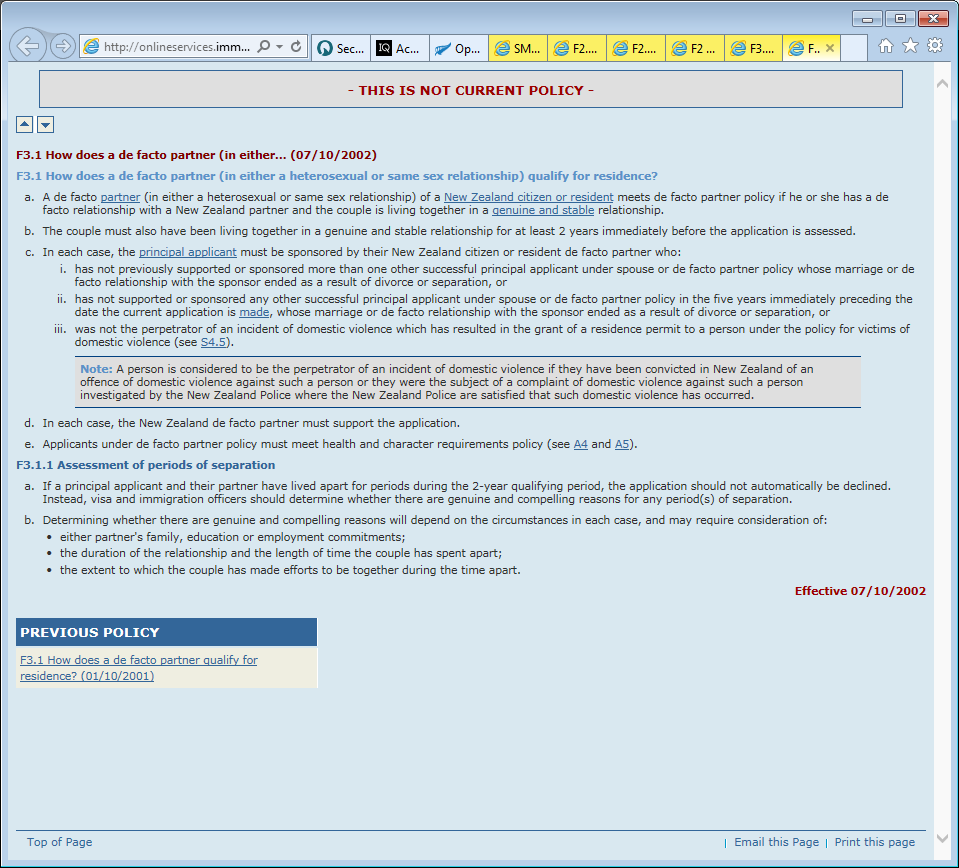 http://onlineservices.imm...
Sec...
IQ Ac...
Op...
SM...
F2....
F2....
F2 ...
F3....
F..
- THIS IS NOT CURRENT POLICY -
F3.1 How does a de facto partner (in either... (07/10/2002)
F3.1 How does a de facto partner (in either a heterosexual or same sex relationship) qualify for residence?
a. A de facto partner (in either a heterosexual or same sex relationship) of a New Zealand citizen or resident meets de facto partner policy if he or she has a de
facto relationship with a New Zealand partner and the couple is living together in a genuine and stable relationship.
b. The couple must also have been living together in a genuine and stable relationship for at least 2 years immediately before the application is assessed.
c. In each case, the principal applicant must be sponsored by their New Zealand citizen or resident de facto partner who:
i. has not previously supported or sponsored more than one other successful principal applicant under spouse or de facto partner policy whose marriage or de
facto relationship with the sponsor ended as a result of divorce or separation, or
ii. has not supported or sponsored any other successful principal applicant under spouse or de facto partner policy in the five years immediately preceding the
date the current application is made, whose marriage or de facto relationship with the sponsor ended as a result of divorce or separation, or
iii. was not the perpetrator of an incident of domestic violence which has resulted in the grant of a residence permit to a person under the policy for victims of
domestic violence (see S4.5).
Note: A person is considered to be the perpetrator of an incident of domestic violence if they have been convicted in New Zealand of an
offence of domestic violence against such a person or they were the subject of a complaint of domestic violence against such a person
investigated by the New Zealand Police where the New Zealand Police are satisfied that such domestic violence has occurred.
d. In each case, the New Zealand de facto partner must support the application.
e. Applicants under de facto partner policy must meet health and character requirements policy (see A4 and A5).
F3.1.1 Assessment of periods of separation
a. If a principal applicant and their partner have lived apart for periods during the 2-year qualifying period, the application should not automatically be declined.
Instead, visa and immigration officers should determine whether there are genuine and compelling reasons for any period(s) of separation.
b. Determining whether there are genuine and compelling reasons will depend on the circumstances in each case, and may require consideration of:
• either partner's family, education or employment commitments;
• the duration of the relationship and the length of time the couple has spent apart;
• the extent to which the couple has made efforts to be together during the time apart.
Effective 07/10/2002
PREVIOUS POLICY
F3.1 How does a de facto partner qualify for
residence? (01/10/2001)
Top of Page
| Email this Page | Print this page